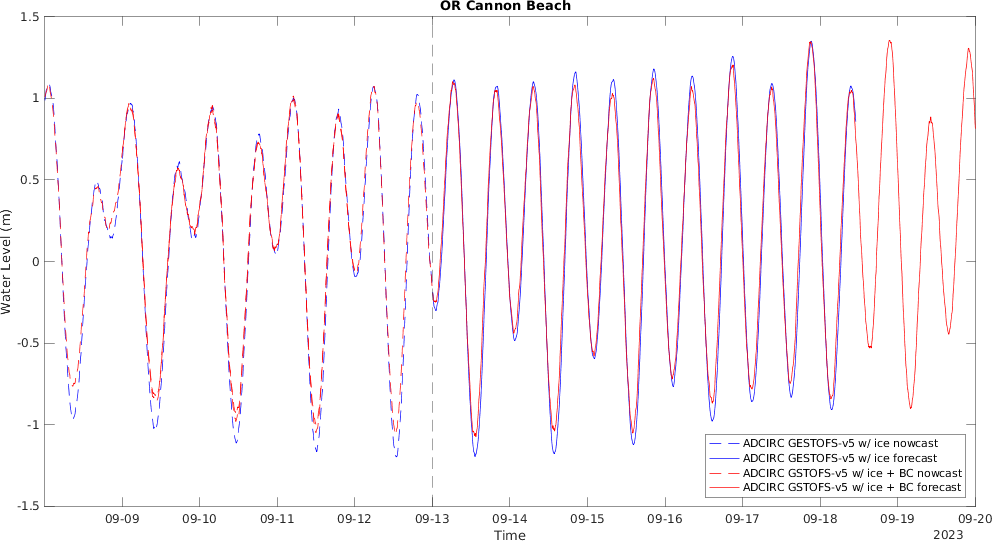 OR Cannon Beach
1.5
1
0.5
0
-0.5
-1
-1.5
Water Level (m)
09-09 09-10 09-11 09-12 09-13 09-14 09-15 09-16 09-17 09-18 09-19 09-20
Time
2023
ADCIRC GESTOFS-v5 w/ ice nowcast
ADCIRC GESTOFS-v5 w/ ice forecast
ADCIRC GSTOFS-v5 w/ ice + BC nowcast
ADCIRC GSTOFS-v5 w/ ice + BC forecast